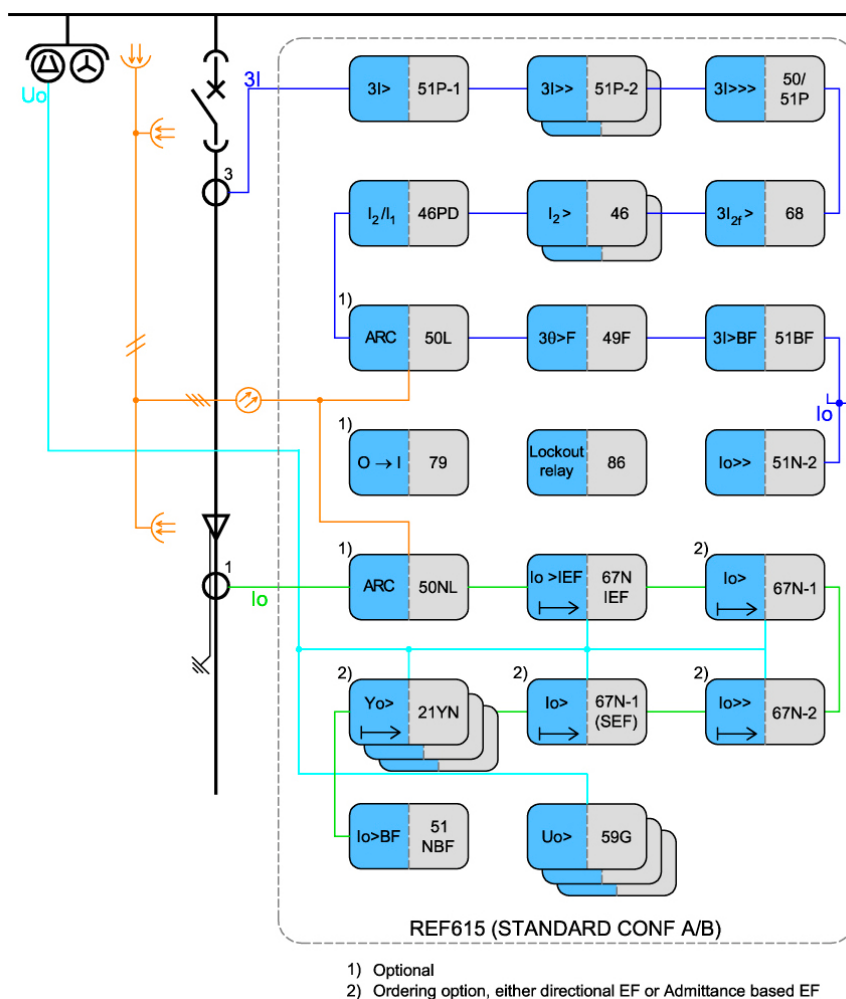 Uo
3I
3
3I> 51P-1
3I>> 51P-2
3I>>> 50/
51P
I₂/I₁ 46PD
I₂> 46
3I₂f> 68
1)
ARC 50L
3θ>F 49F
3I>BF 51BF
Io
1)
O → I 79
Lockout
relay 86
Io>> 51N-2
1
Io
1)
ARC 50NL
Io >IEF 67N
IEF
2)
Io> 67N-1
2)
Yo> 21YN
2)
Io> 67N-1
(SEF)
2)
Io>> 67N-2
Io>BF 51
NBF
Uo> 59G
REF615 (STANDARD CONF A/B)
1) Optional
2) Ordering option, either directional EF or Admittance based EF